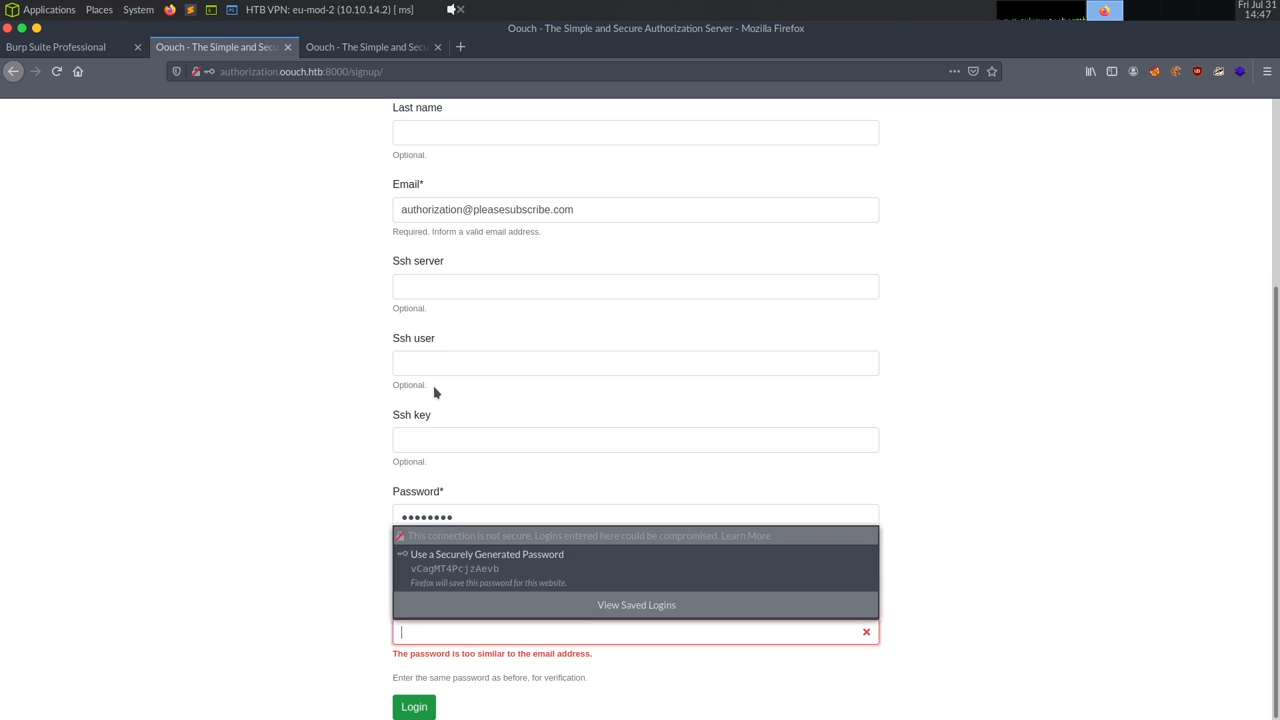 Applications Places System HTB VPN: eu-mod-2 (10.10.14.2) [ms] Fri Jul 31
14:47
Oouch - The Simple and Secure Authorization Server - Mozilla Firefox
Burp Suite Professional Oouch - The Simple and Secu Oouch - The Simple and Secu
authorization.oouch.htb:8000/signup/
Last name
Optional.
Email*
authorization@pleasesubscribe.com
Required. Inform a valid email address.
Ssh server
Optional.
Ssh user
Optional.
Ssh key
Optional.
Password*
This connection is not secure. Logins entered here could be compromised. Learn More
Use a Securely Generated Password
vCagMT4PcjzAevb
Firefox will save this password for this website.
View Saved Logins
The password is too similar to the email address.
Enter the same password as before, for verification.
Login